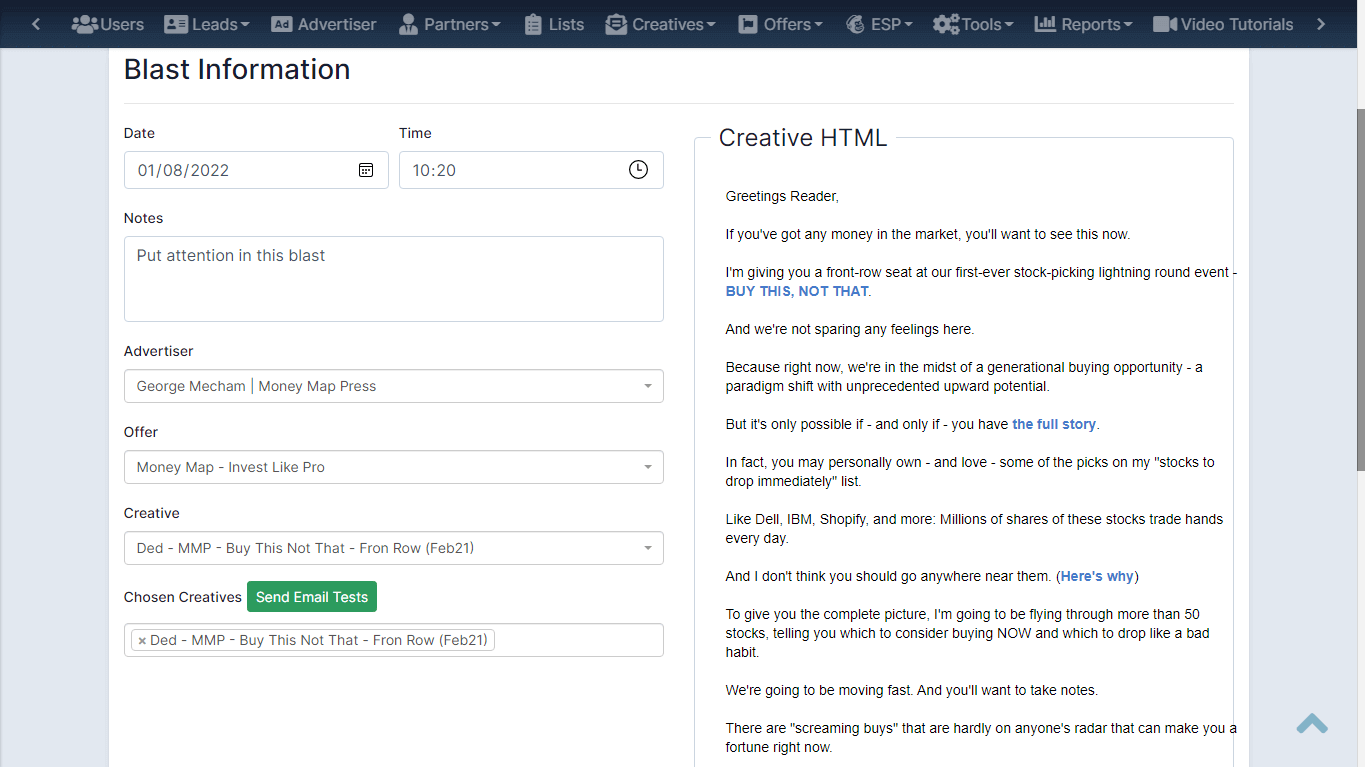 Users Leads Ad Advertiser Partners Lists Creatives Offers ESP Tools Reports Video Tutorials
Blast Information
Date
Time
01/08/2022
10:20
Notes
Put attention in this blast
Advertiser
George Mecham | Money Map Press
Offer
Money Map - Invest Like Pro
Creative
Ded - MMP - Buy This Not That - Fron Row (Feb21)
Chosen Creatives Send Email Tests
× Ded - MMP - Buy This Not That - Fron Row (Feb21)
Creative HTML
Greetings Reader,
If you've got any money in the market, you'll want to see this now.
I'm giving you a front-row seat at our first-ever stock-picking lightning round event -
BUY THIS, NOT THAT.
And we're not sparing any feelings here.
Because right now, we're in the midst of a generational buying opportunity - a
paradigm shift with unprecedented upward potential.
But it's only possible if - and only if - you have the full story.
In fact, you may personally own - and love - some of the picks on my "stocks to
drop immediately" list.
Like Dell, IBM, Shopify, and more: Millions of shares of these stocks trade hands
every day.
And I don't think you should go anywhere near them. (Here's why)
To give you the complete picture, I'm going to be flying through more than 50
stocks, telling you which to consider buying NOW and which to drop like a bad
habit.
We're going to be moving fast. And you'll want to take notes.
There are "screaming buys" that are hardly on anyone's radar that can make you a
fortune right now.